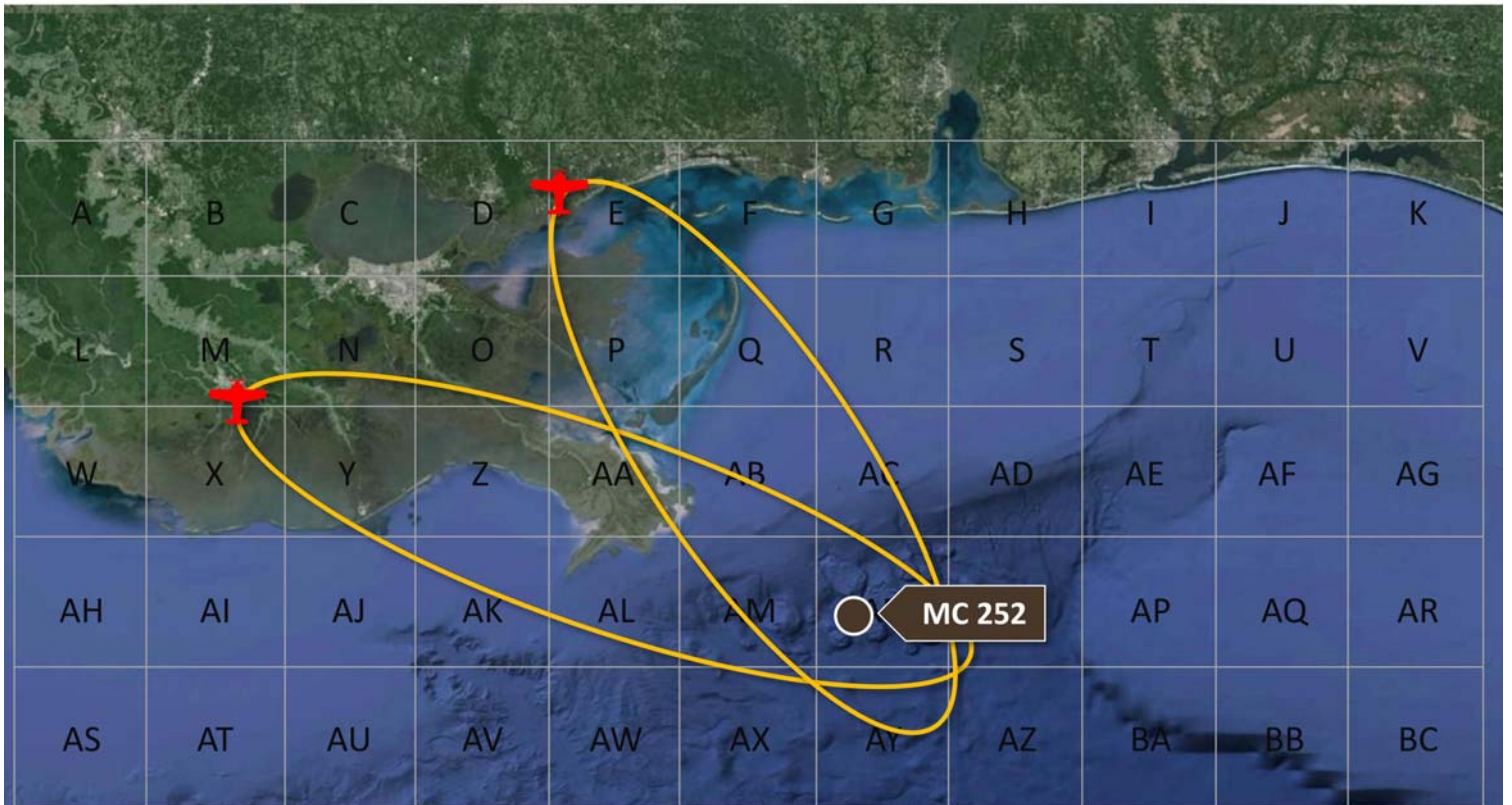 A B C D E F G H I J K
L M N O P Q R S T U V
W X Y Z AA AB AC AD AE AF AG
AH AI AJ AK AL AM MC 252 AP AQ AR
AS AT AU AV AW AX AY AZ BA BB BC